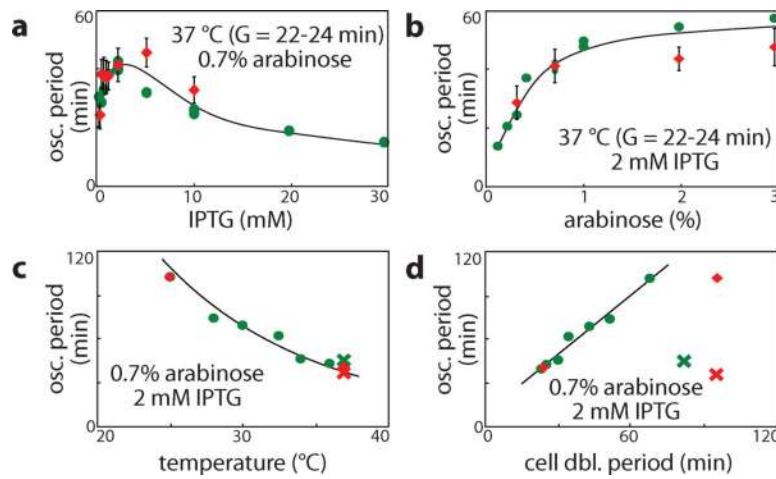 a
60
37 °C (G = 22-24 min)
0.7% arabinose
osc. period
(min)
0
0
10
20
30
IPTG (mM)
b
60
37 °C (G = 22-24 min)
2 mM IPTG
osc. period
(min)
0
0
1
2
3
arabinose (%)
c
120
osc. period
(min)
0.7% arabinose
2 mM IPTG
0
20
30
40
temperature (°C)
d
120
osc. period
(min)
0.7% arabinose
2 mM IPTG
0
0
60
120
cell dbl. period (min)